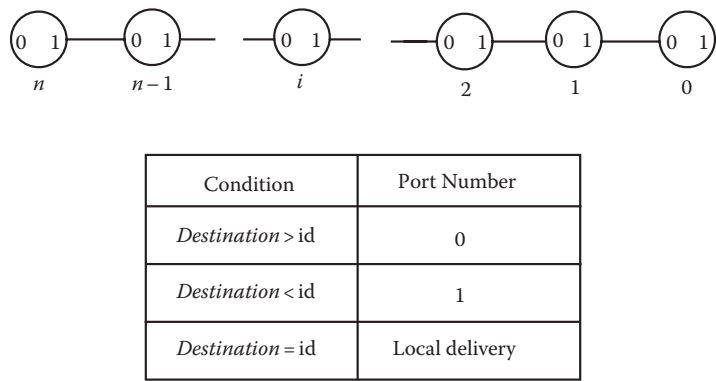 0 1 0 1 0 1 0 1 0 1 0 1
n n – 1 i 2 1 0
Condition Port Number
Destination > id 0
Destination < id 1
Destination = id Local delivery